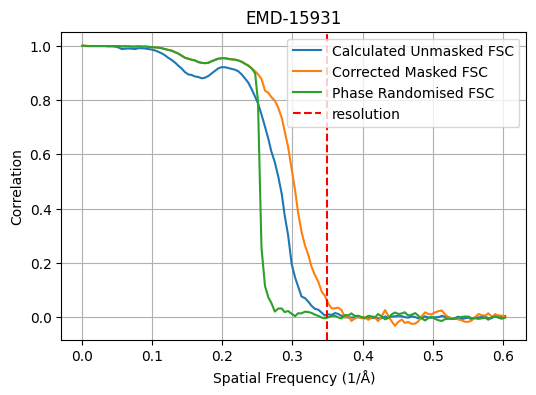 EMD-15931
Calculated Unmasked FSC
Corrected Masked FSC
Phase Randomised FSC
resolution
Correlation
1.0
0.8
0.6
0.4
0.2
0.0
0.0 0.1 0.2 0.3 0.4 0.5 0.6
Spatial Frequency (1/Å)